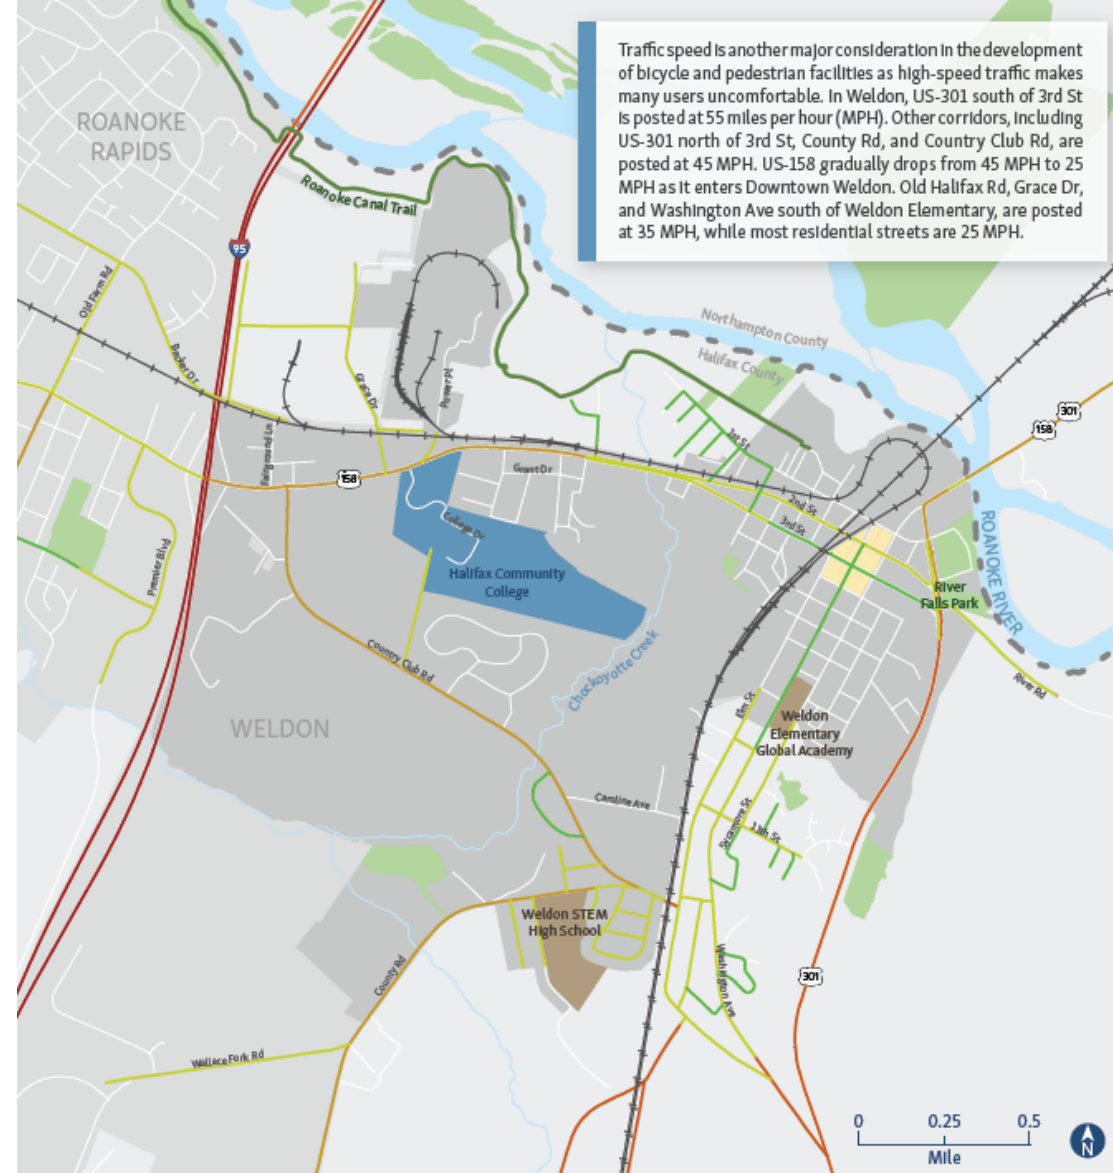 Traffic speed is another major consideration in the development
of bicycle and pedestrian facilities as high-speed traffic makes
many users uncomfortable. In Weldon, US-301 south of 3rd St
is posted at 55 miles per hour (MPH). Other corridors, including
US-301 north of 3rd St, County Rd, and Country Club Rd, are
posted at 45 MPH. US-158 gradually drops from 45 MPH to 25
MPH as it enters Downtown Weldon. Old Halifax Rd, Grace Dr,
and Washington Ave south of Weldon Elementary, are posted
at 35 MPH, while most residential streets are 25 MPH.
ROANOKE
RAPIDS
Roanoke Canal Trail
95
Old Farm Rd
Becker Dr
Grace Dr
Power Pl
Northampton County
Halifax County
301
158
1st St
Fairground Ln
158
Grant Dr
2nd St
3rd St
College Dr
Premier Blvd
Halifax Community
College
ROANOKE RIVER
River
Falls Park
Country Club Rd
Chockoyotte Creek
River Rd
WELDON
Elm St
Weldon
Elementary
Global Academy
Caroline Ave
Sycamore St
11th St
Weldon STEM
High School
County Rd
Washington Ave
301
Wallace Fork Rd
0 0.25 0.5
Mile
N